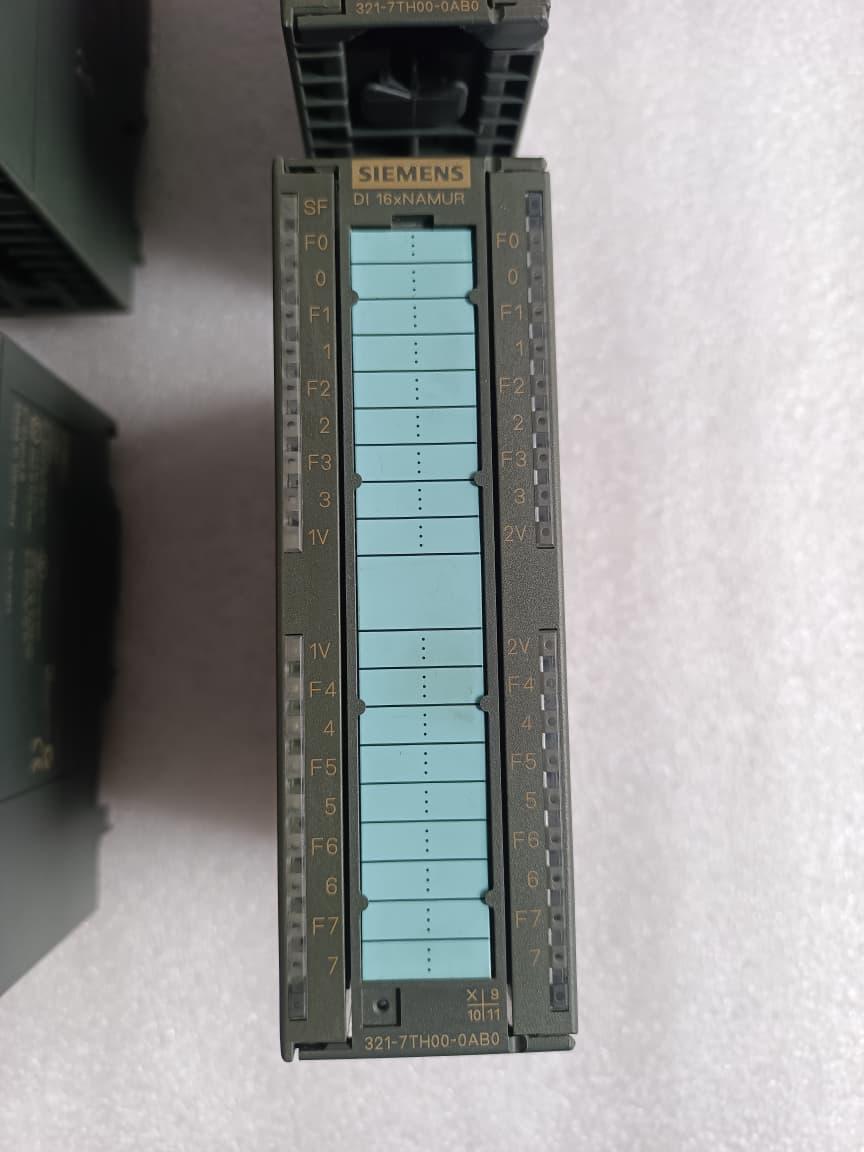 321-7TH00-0AB0
SIEMENS
DI 16xNAMUR
SF
F0 F0
0 0
F1 F1
1 1
F2 F2
2 2
F3 F3
3 3
1V 2V
1V 2V
F4 F4
4 4
F5 F5
5 5
F6 F6
6 6
F7 F7
7 7
X 9
10 11
321-7TH00-0AB0